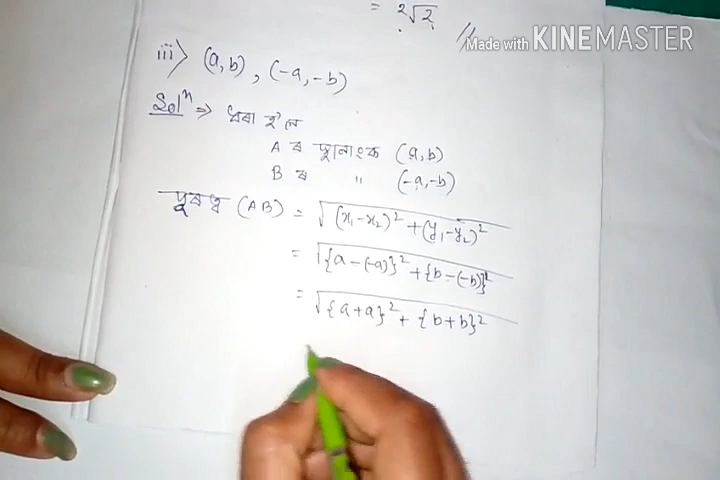 = 2√2 //
Made with KINEMASTER
iii) (a, b), (-a, -b)
Solⁿ ⇒ ধৰা হ'ল
A ৰ স্থানাংক (a, b)
B ৰ " (-a, -b)
দূৰত্ব (AB) = √(x₁ - x₂)² + (y₁ - y₂)²
= √{a - (-a)}² + {b - (-b)}²
= √{a + a}² + {b + b}²